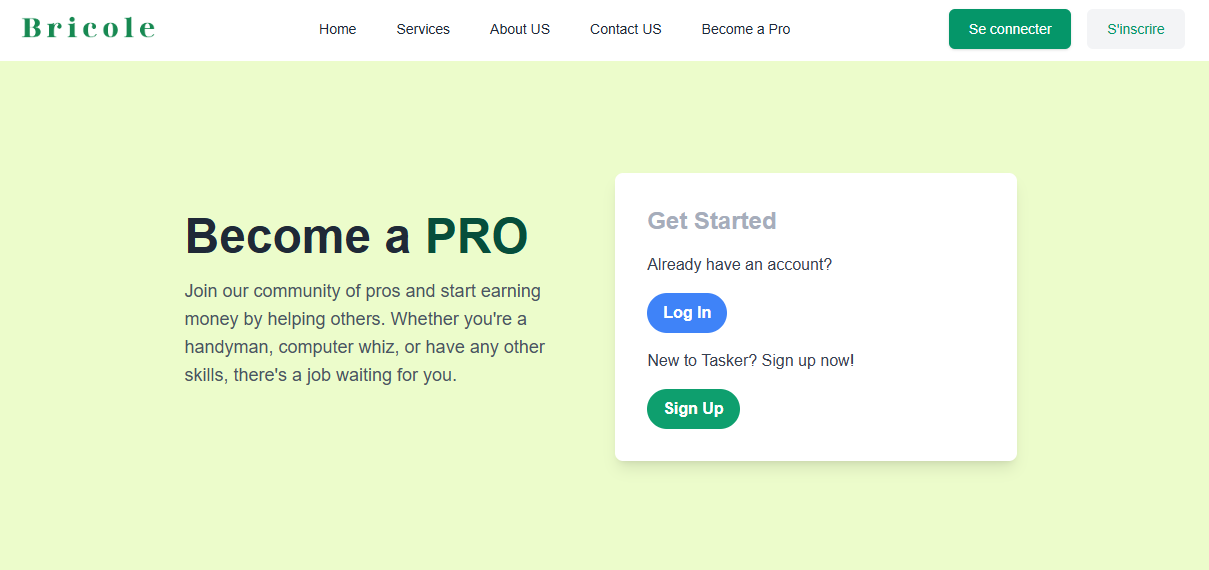 Bricole
Home Services About US Contact US Become a Pro
Se connecter S'inscrire
Become a PRO
Join our community of pros and start earning
money by helping others. Whether you're a
handyman, computer whiz, or have any other
skills, there's a job waiting for you.
Get Started
Already have an account?
Log In
New to Tasker? Sign up now!
Sign Up